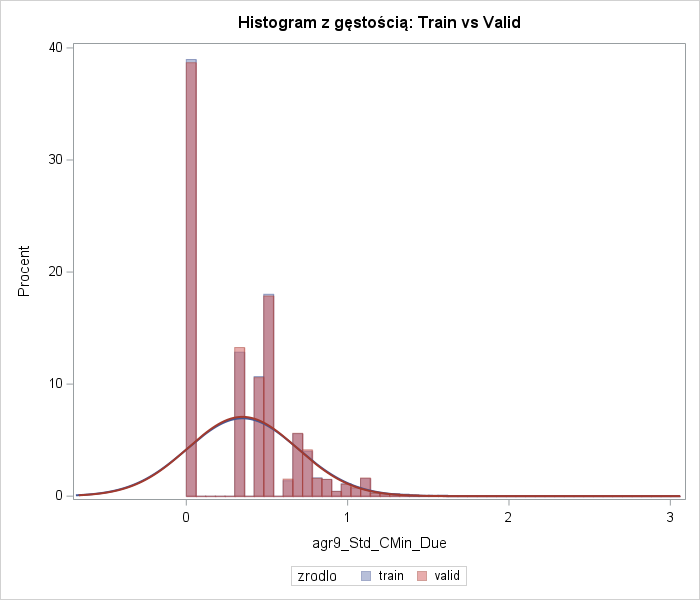 Histogram z gęstością: Train vs Valid
40
30
20
10
0
Procent
0 1 2 3
agr9_Std_CMin_Due
zrodlo train valid